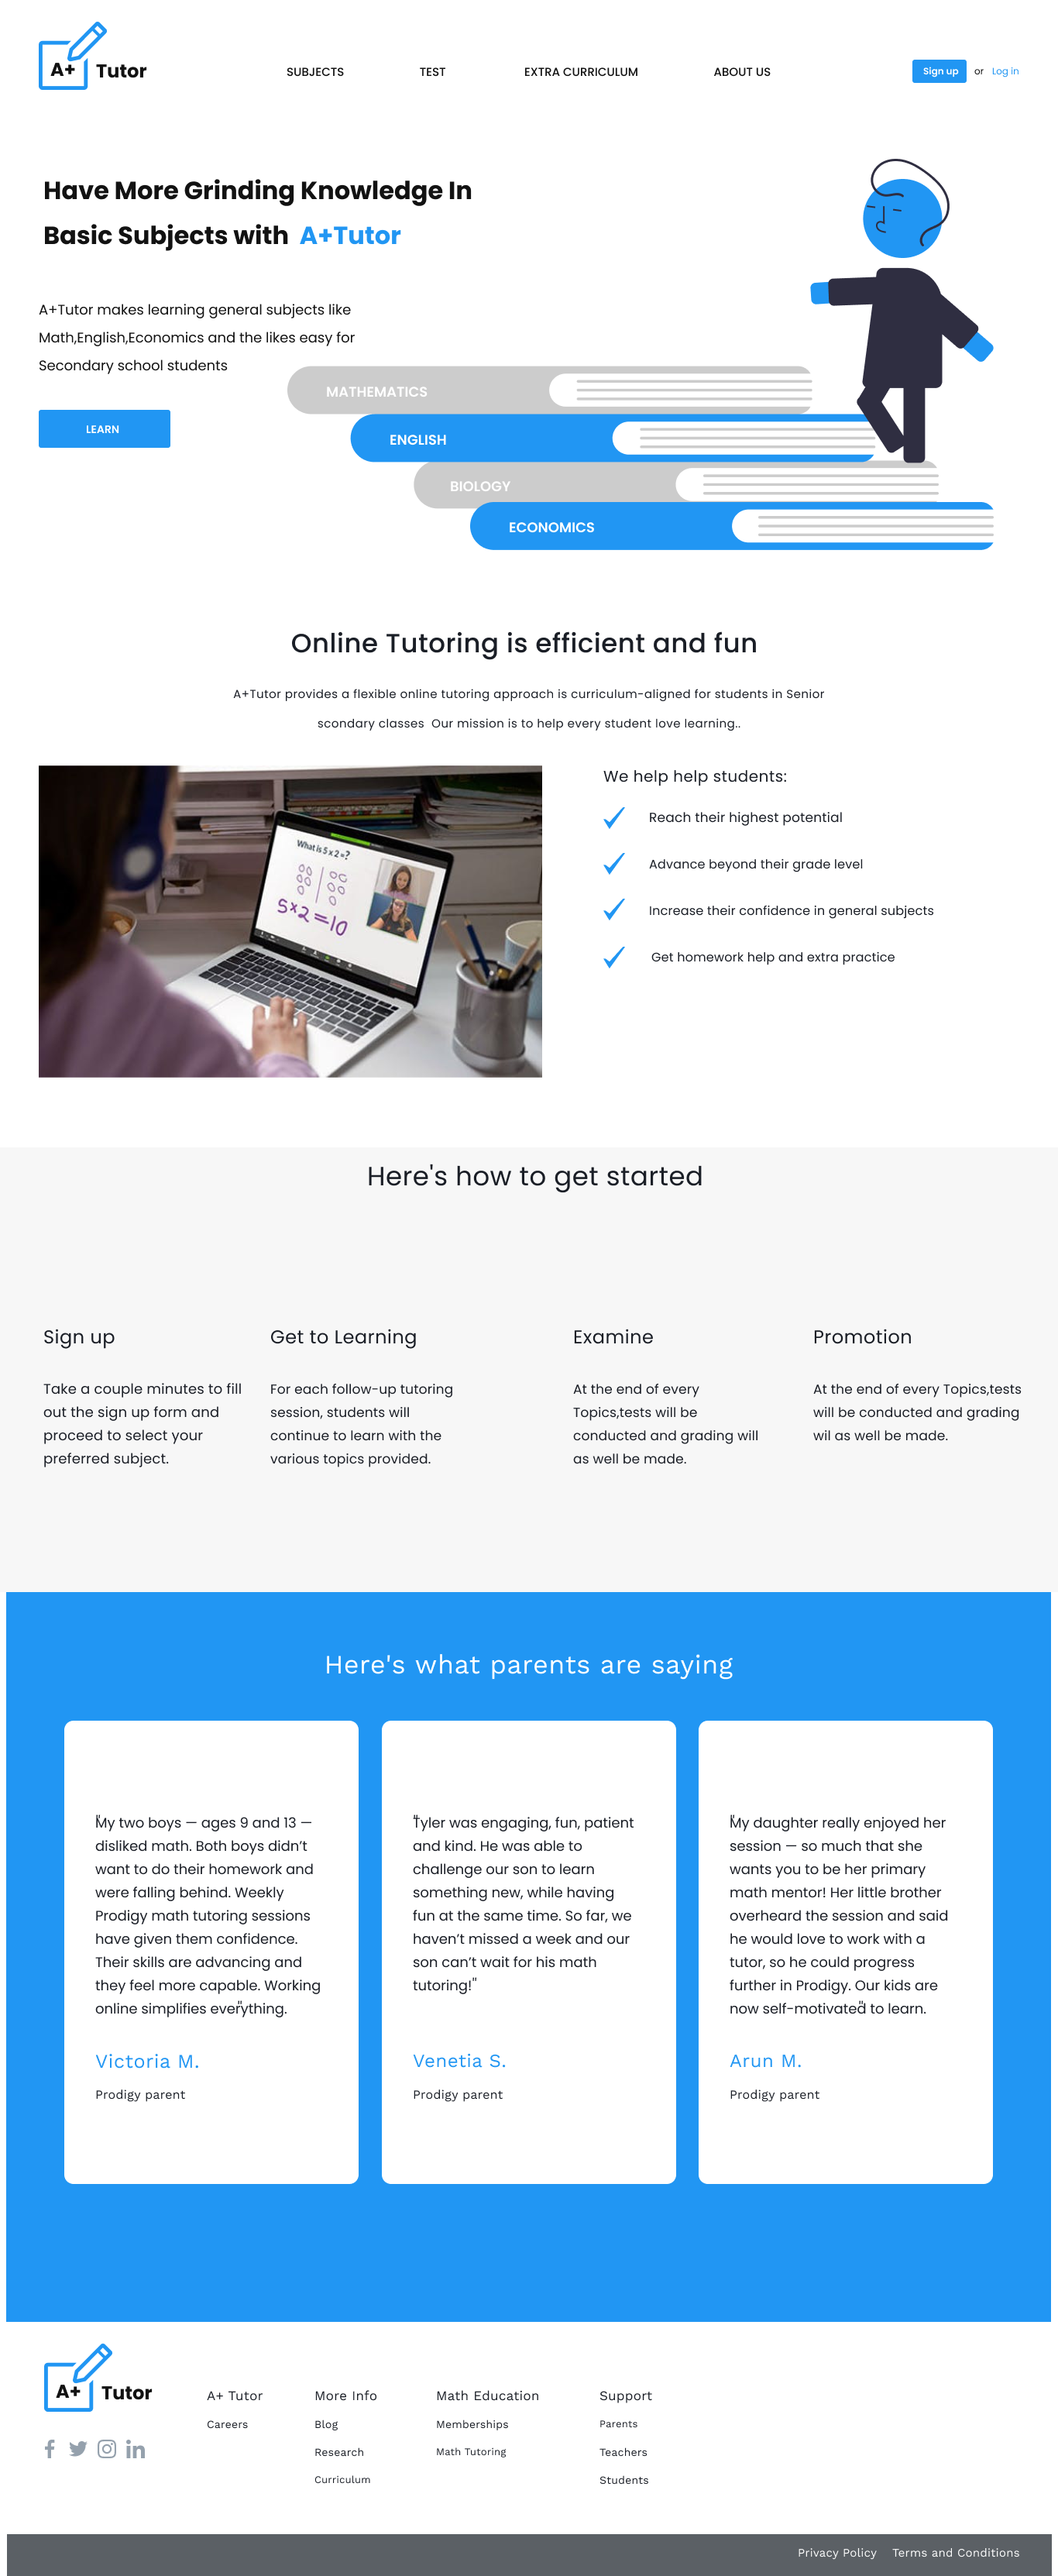 A+ Tutor
SUBJECTS TEST EXTRA CURRICULUM ABOUT US
Sign up or Log in
Have More Grinding Knowledge In
Basic Subjects with A+Tutor
A+Tutor makes learning general subjects like
Math,English,Economics and the likes easy for
Secondary school students
LEARN
MATHEMATICS
ENGLISH
BIOLOGY
ECONOMICS
Online Tutoring is efficient and fun
A+Tutor provides a flexible online tutoring approach is curriculum-aligned for students in Senior
scondary classes Our mission is to help every student love learning..
What is 5 x 2 = ?
5×2=10
We help help students:
Reach their highest potential
Advance beyond their grade level
Increase their confidence in general subjects
Get homework help and extra practice
Here's how to get started
Sign up
Take a couple minutes to fill
out the sign up form and
proceed to select your
preferred subject.
Get to Learning
For each follow-up tutoring
session, students will
continue to learn with the
various topics provided.
Examine
At the end of every
Topics,tests will be
conducted and grading will
as well be made.
Promotion
At the end of every Topics,tests
will be conducted and grading
wil as well be made.
Here's what parents are saying
"My two boys — ages 9 and 13 —
disliked math. Both boys didn’t
want to do their homework and
were falling behind. Weekly
Prodigy math tutoring sessions
have given them confidence.
Their skills are advancing and
they feel more capable. Working
online simplifies everything."
Victoria M.
Prodigy parent
"Tyler was engaging, fun, patient
and kind. He was able to
challenge our son to learn
something new, while having
fun at the same time. So far, we
haven’t missed a week and our
son can’t wait for his math
tutoring!"
Venetia S.
Prodigy parent
"My daughter really enjoyed her
session — so much that she
wants you to be her primary
math mentor! Her little brother
overheard the session and said
he would love to work with a
tutor, so he could progress
further in Prodigy. Our kids are
now self-motivated to learn."
Arun M.
Prodigy parent
A+ Tutor
A+ Tutor
Careers
More Info
Blog
Research
Curriculum
Math Education
Memberships
Math Tutoring
Support
Parents
Teachers
Students
Privacy Policy Terms and Conditions